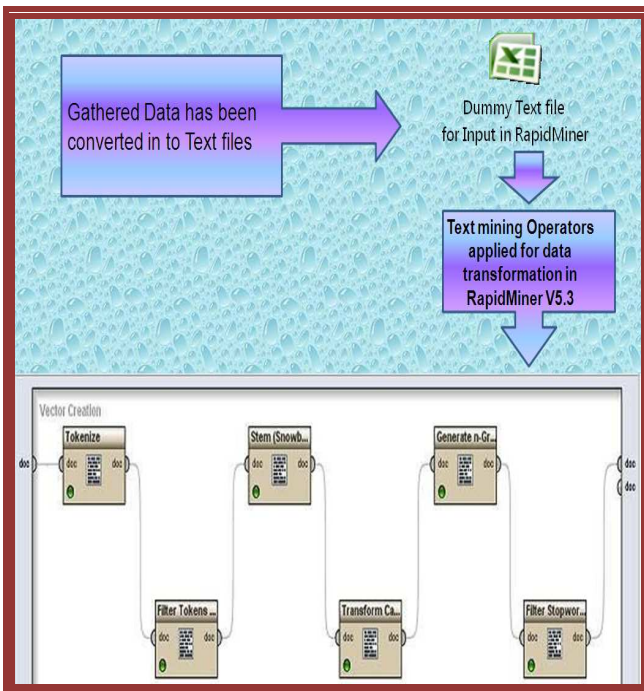 Gathered Data has been
converted in to Text files
Dummy Text file
for Input in RapidMiner
Text mining Operators
applied for data
transformation in
RapidMiner V5.3
Vector Creation
Tokenize
Stem (Snowb...
Generate n-Gr...
doc doc doc doc doc doc doc doc
doc
Filter Tokens ...
Transform Ca...
Filter Stopwor...
doc doc doc doc doc doc